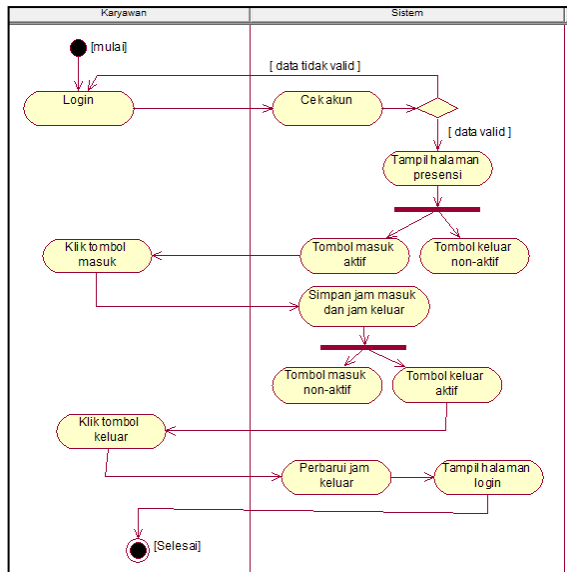 Karyawan
Sistem
[mulai]
[ data tidak valid ]
Login
Cek akun
[ data valid ]
Tampil halaman
presensi
Klik tombol
masuk
Tombol masuk
aktif
Tombol keluar
non-aktif
Simpan jam masuk
dan jam keluar
Tombol masuk
non-aktif
Tombol keluar
aktif
Klik tombol
keluar
Perbarui jam
keluar
Tampil halaman
login
[Selesai]